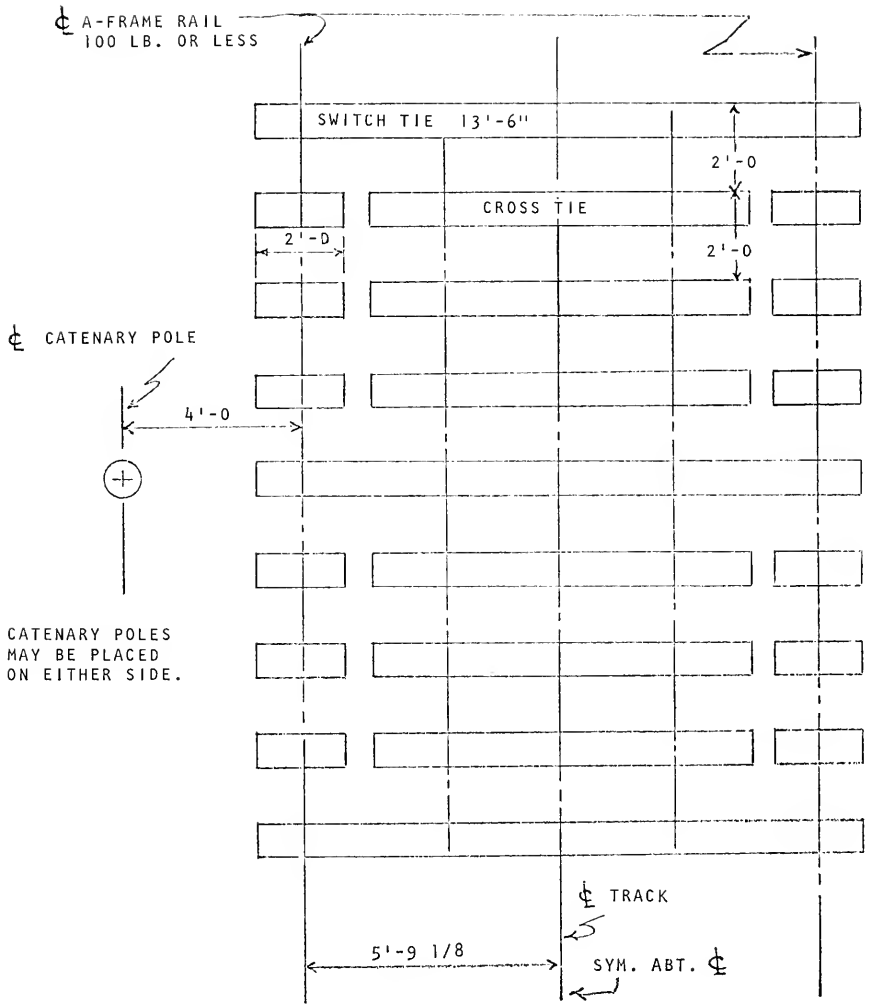 ℄ A-FRAME RAIL
100 LB. OR LESS
SWITCH TIE 13'-6"
2'-0
CROSS TIE
2'-D
2'-0
℄ CATENARY POLE
4'-0
CATENARY POLES
MAY BE PLACED
ON EITHER SIDE.
℄ TRACK
5'-9 1/8
SYM. ABT. ℄